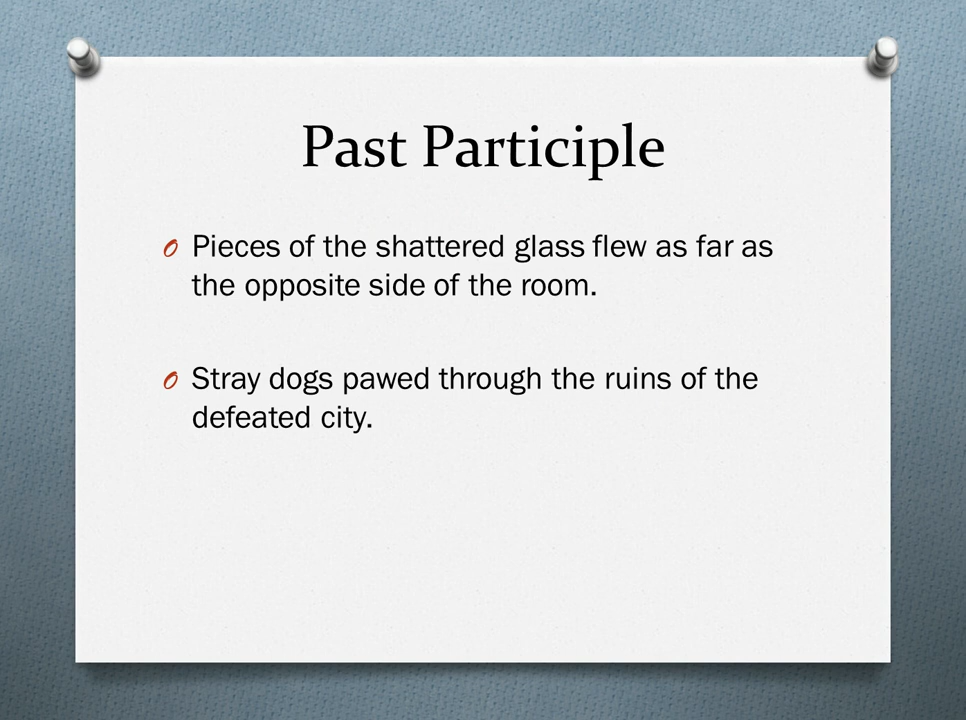 Past Participle
Pieces of the shattered glass flew as far as
the opposite side of the room.
Stray dogs pawed through the ruins of the
defeated city.